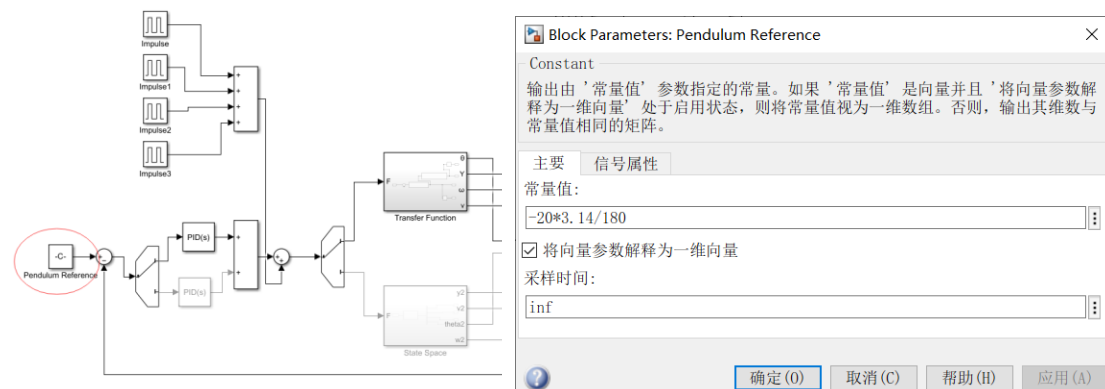 Impulse
Impulse1
Impulse2
Impulse3
-C-
Pendulum Reference
PID(s)
PID(s)
F
θ
Y
ω
v
Transfer Function
F
y2
v2
theta2
w2
State Space
Block Parameters: Pendulum Reference
Constant
输出由 '常量值' 参数指定的常量。如果 '常量值' 是向量并且 '将向量参数解
释为一维向量' 处于启用状态，则将常量值视为一维数组。否则，输出其维数与
常量值相同的矩阵。
主要 信号属性
常量值:
-20*3.14/180
将向量参数解释为一维向量
采样时间:
inf
确定(O) 取消(C) 帮助(H) 应用(A)